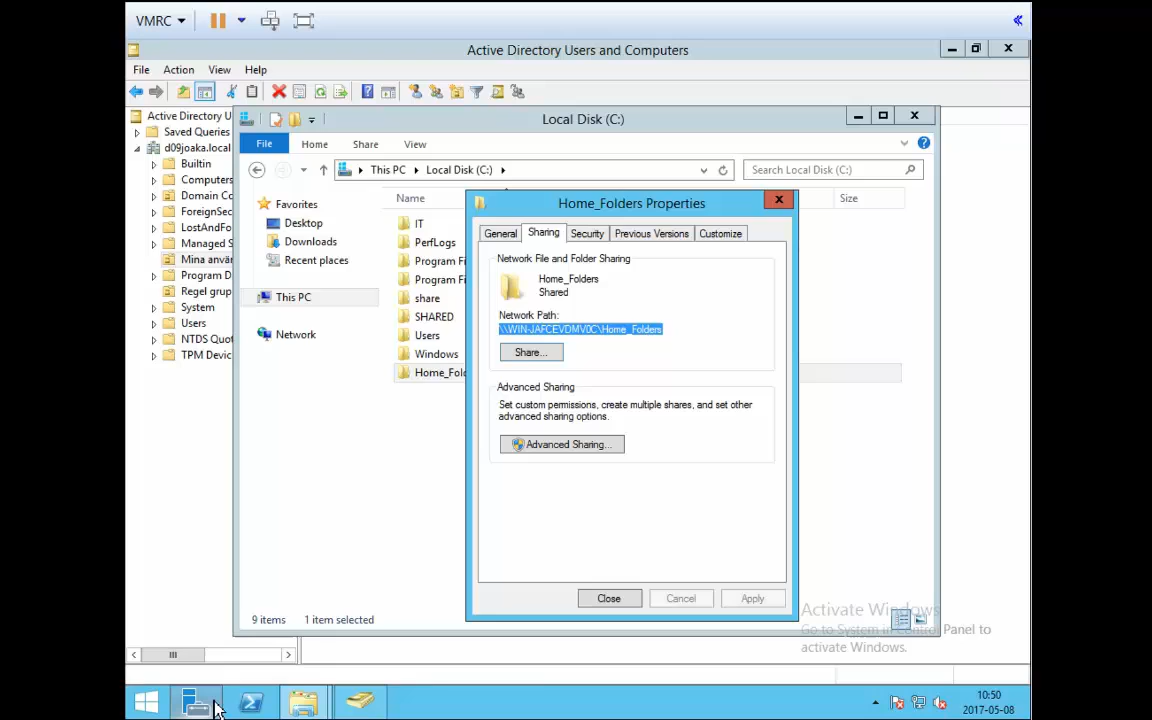 VMRC
Active Directory Users and Computers
File Action View Help
Active Directory U
Saved Queries
d09joaka.local
Builtin
Computers
Domain Co
ForeignSec
LostAndFo
Managed S
Mina anvär
Program D
Regel grup
System
Users
NTDS Quot
TPM Devic
Local Disk (C:)
File Home Share View
This PC Local Disk (C:)
Search Local Disk (C:)
Favorites
Desktop
Downloads
Recent places
This PC
Network
Name
Size
IT
PerfLogs
Program Fi
Program Fi
share
SHARED
Users
Windows
Home_Fol
9 items 1 item selected
Home_Folders Properties
General Sharing Security Previous Versions Customize
Network File and Folder Sharing
Home_Folders
Shared
Network Path:
\\WIN-JAFCEVDMV0C\Home_Folders
Share...
Advanced Sharing
Set custom permissions, create multiple shares, and set other
advanced sharing options.
Advanced Sharing...
Close Cancel Apply
Activate Windows
Go to System in Control Panel to
activate Windows.
10:50
2017-05-08